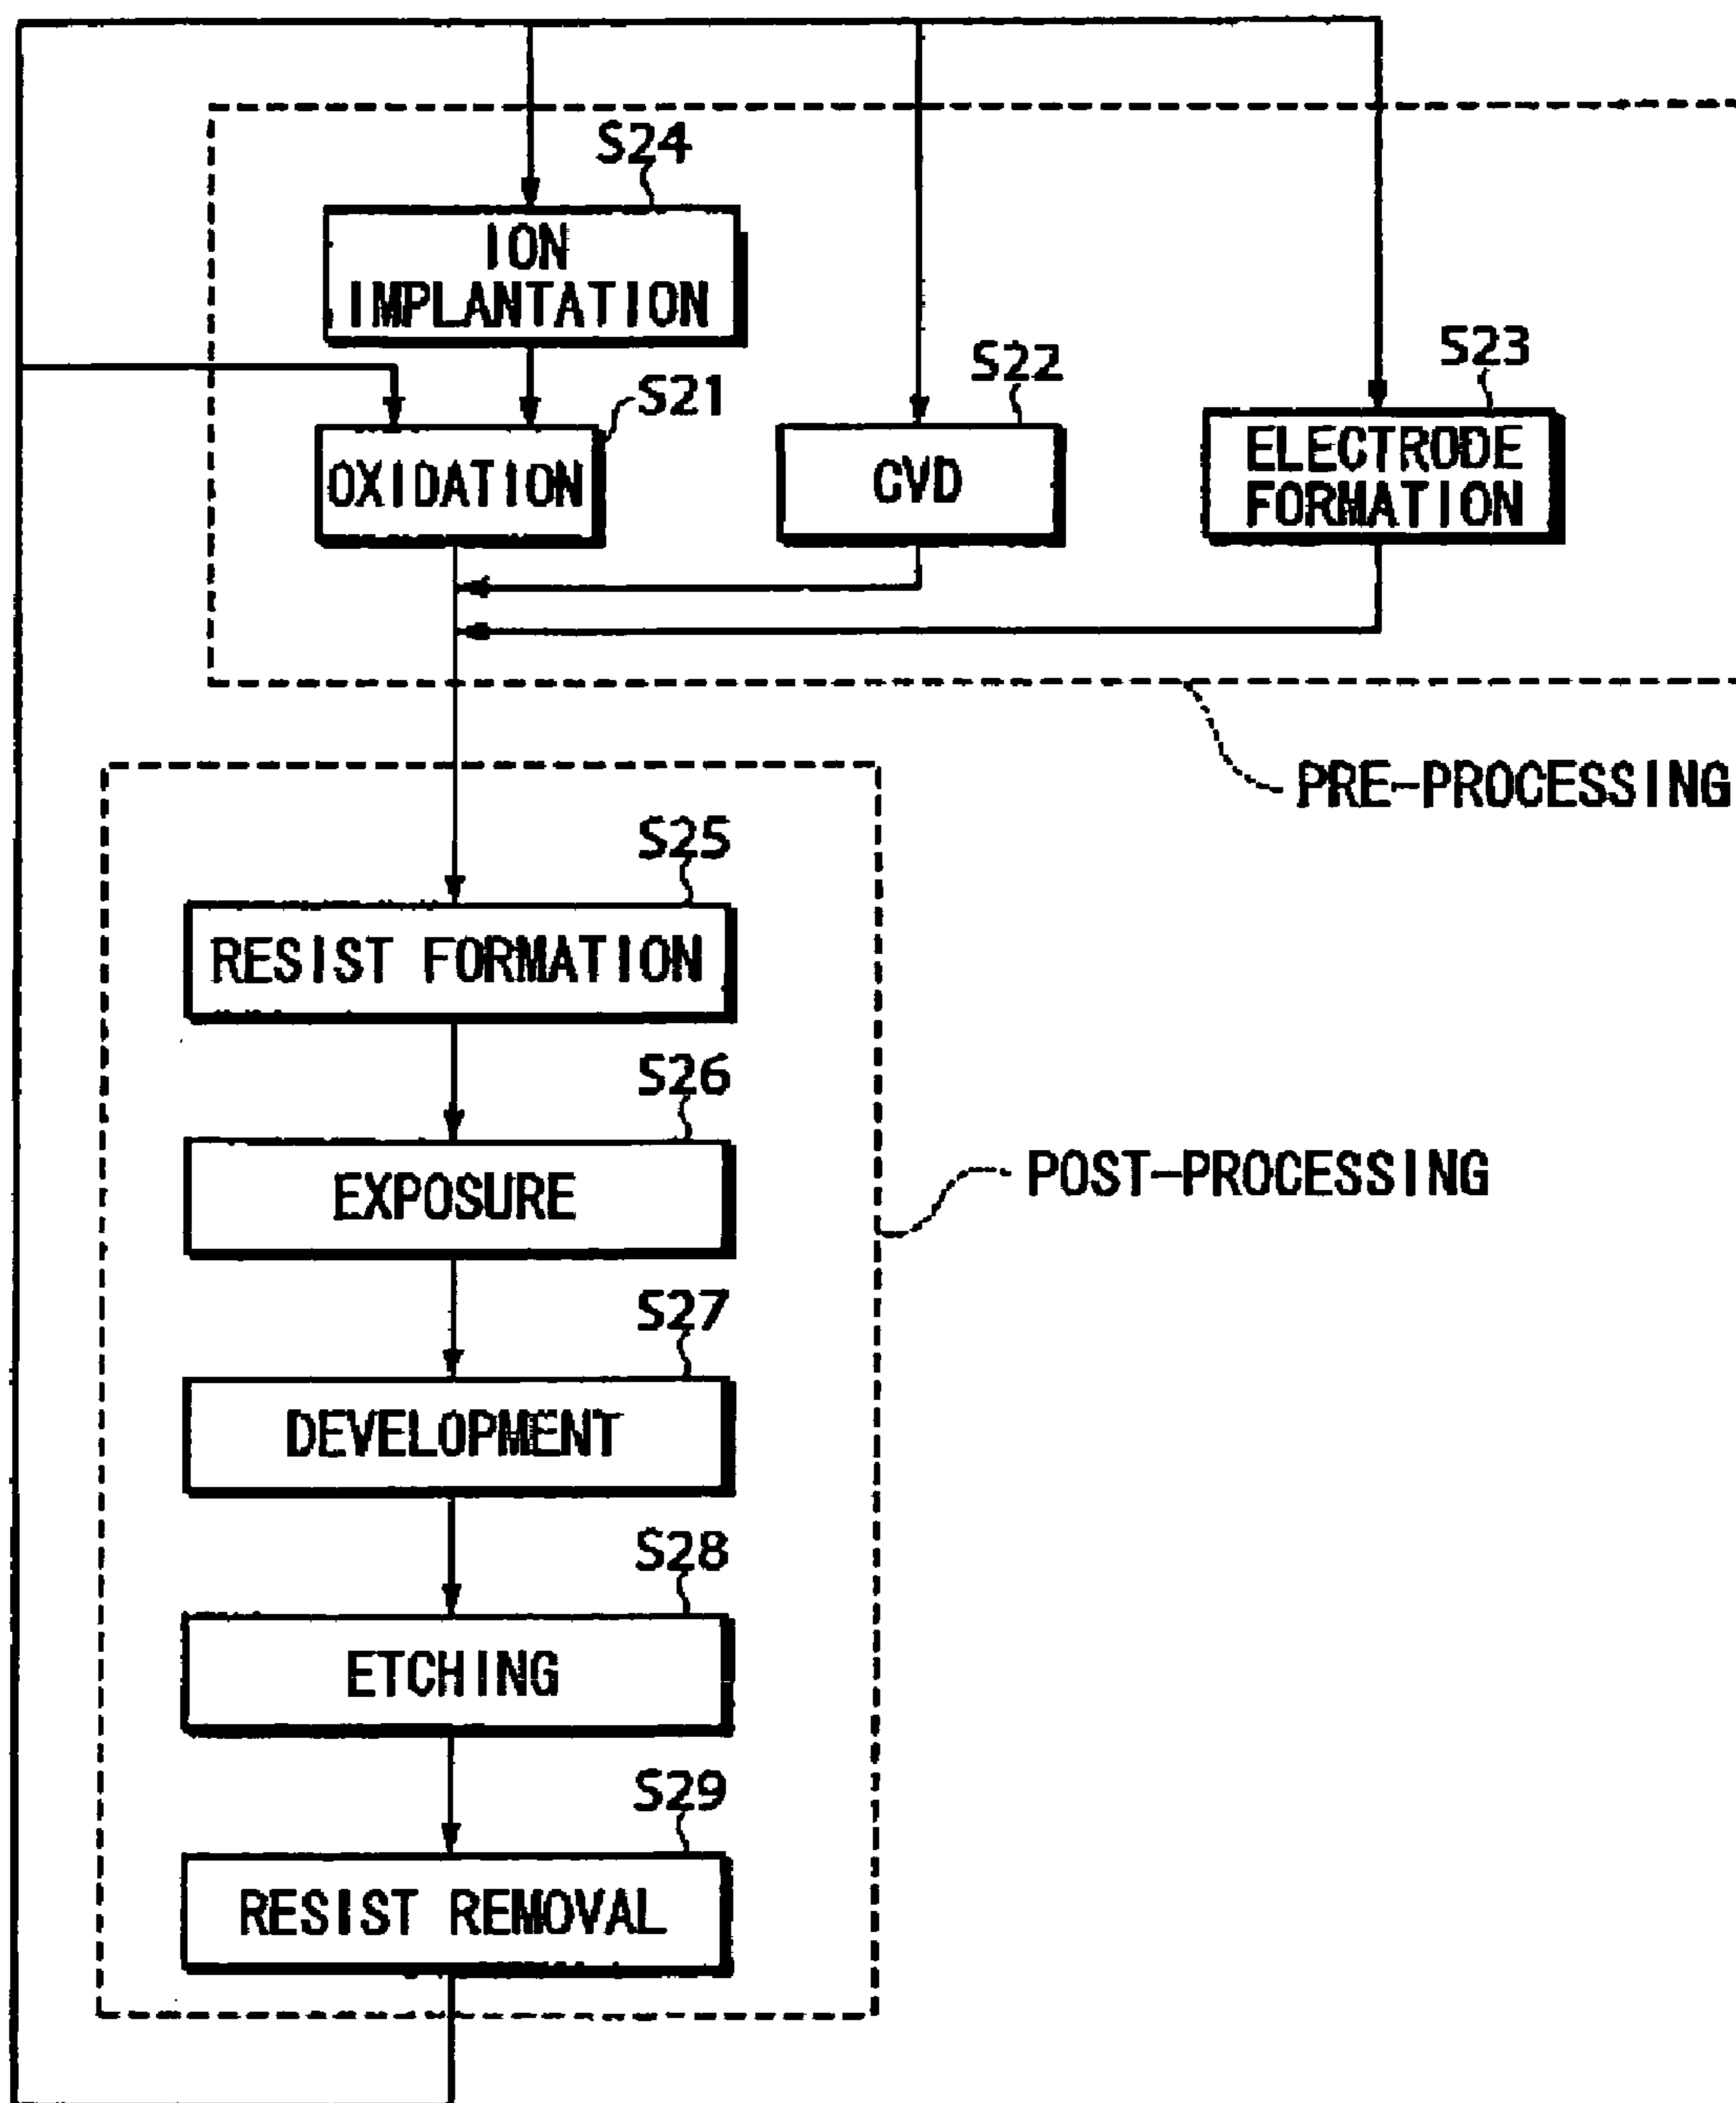 S24
ION
IMPLANTATION
S21
OXIDATION
S22
CVD
S23
ELECTRODE
FORMATION
PRE-PROCESSING
S25
RESIST FORMATION
S26
EXPOSURE
POST-PROCESSING
S27
DEVELOPMENT
S28
ETCHING
S29
RESIST REMOVAL